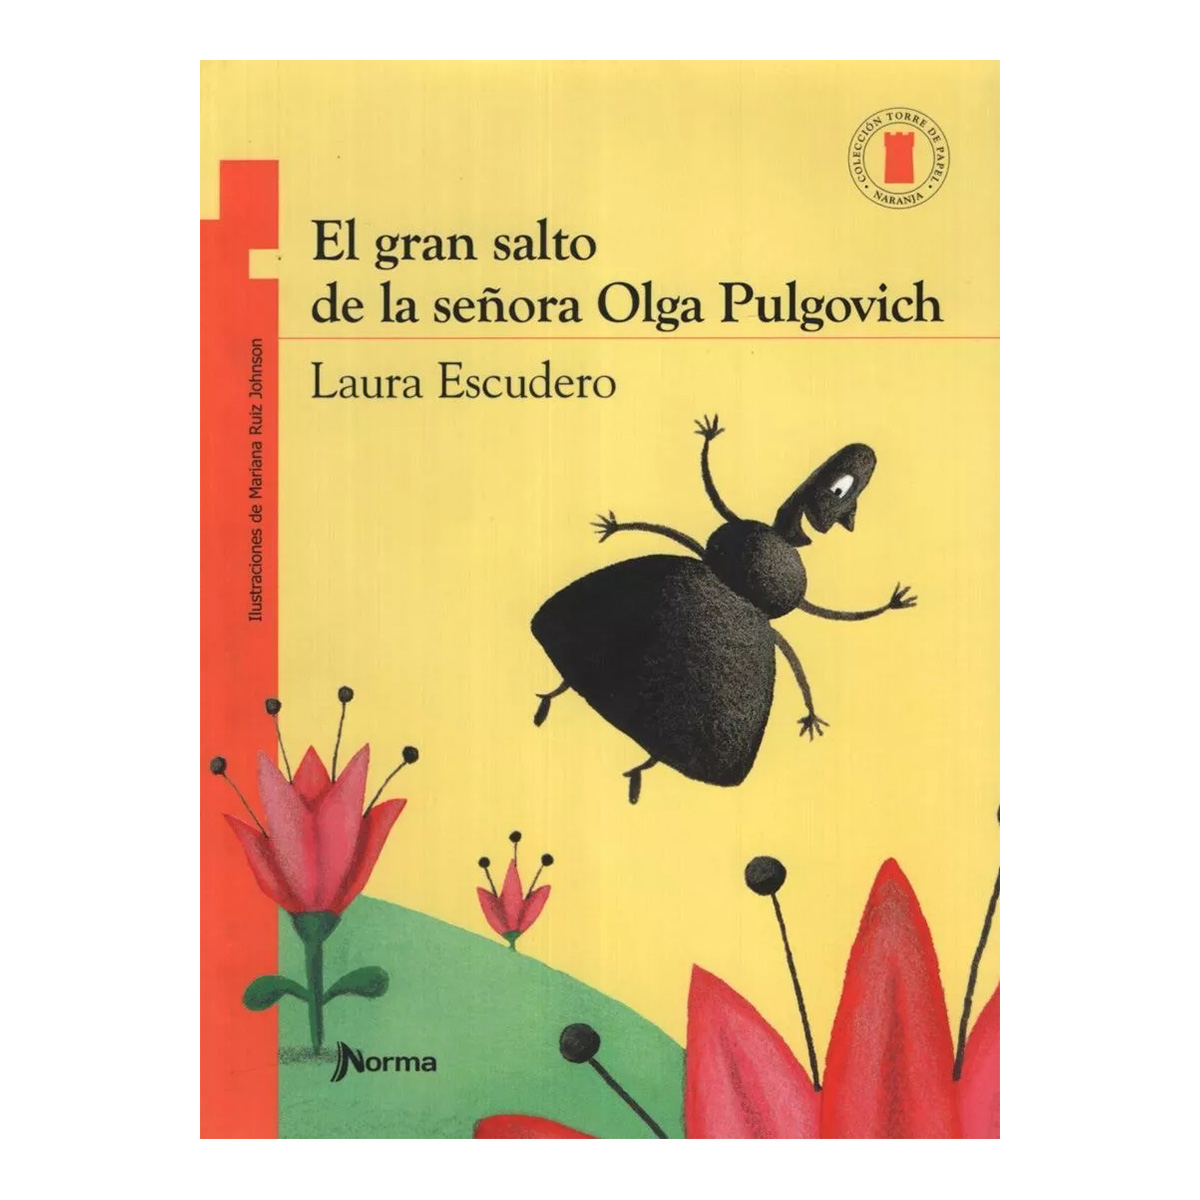 COLECCIÓN TORRE DE PAPEL
NARANJA
El gran salto
de la señora Olga Pulgovich
Laura Escudero
Ilustraciones de Mariana Ruiz Johnson
Norma